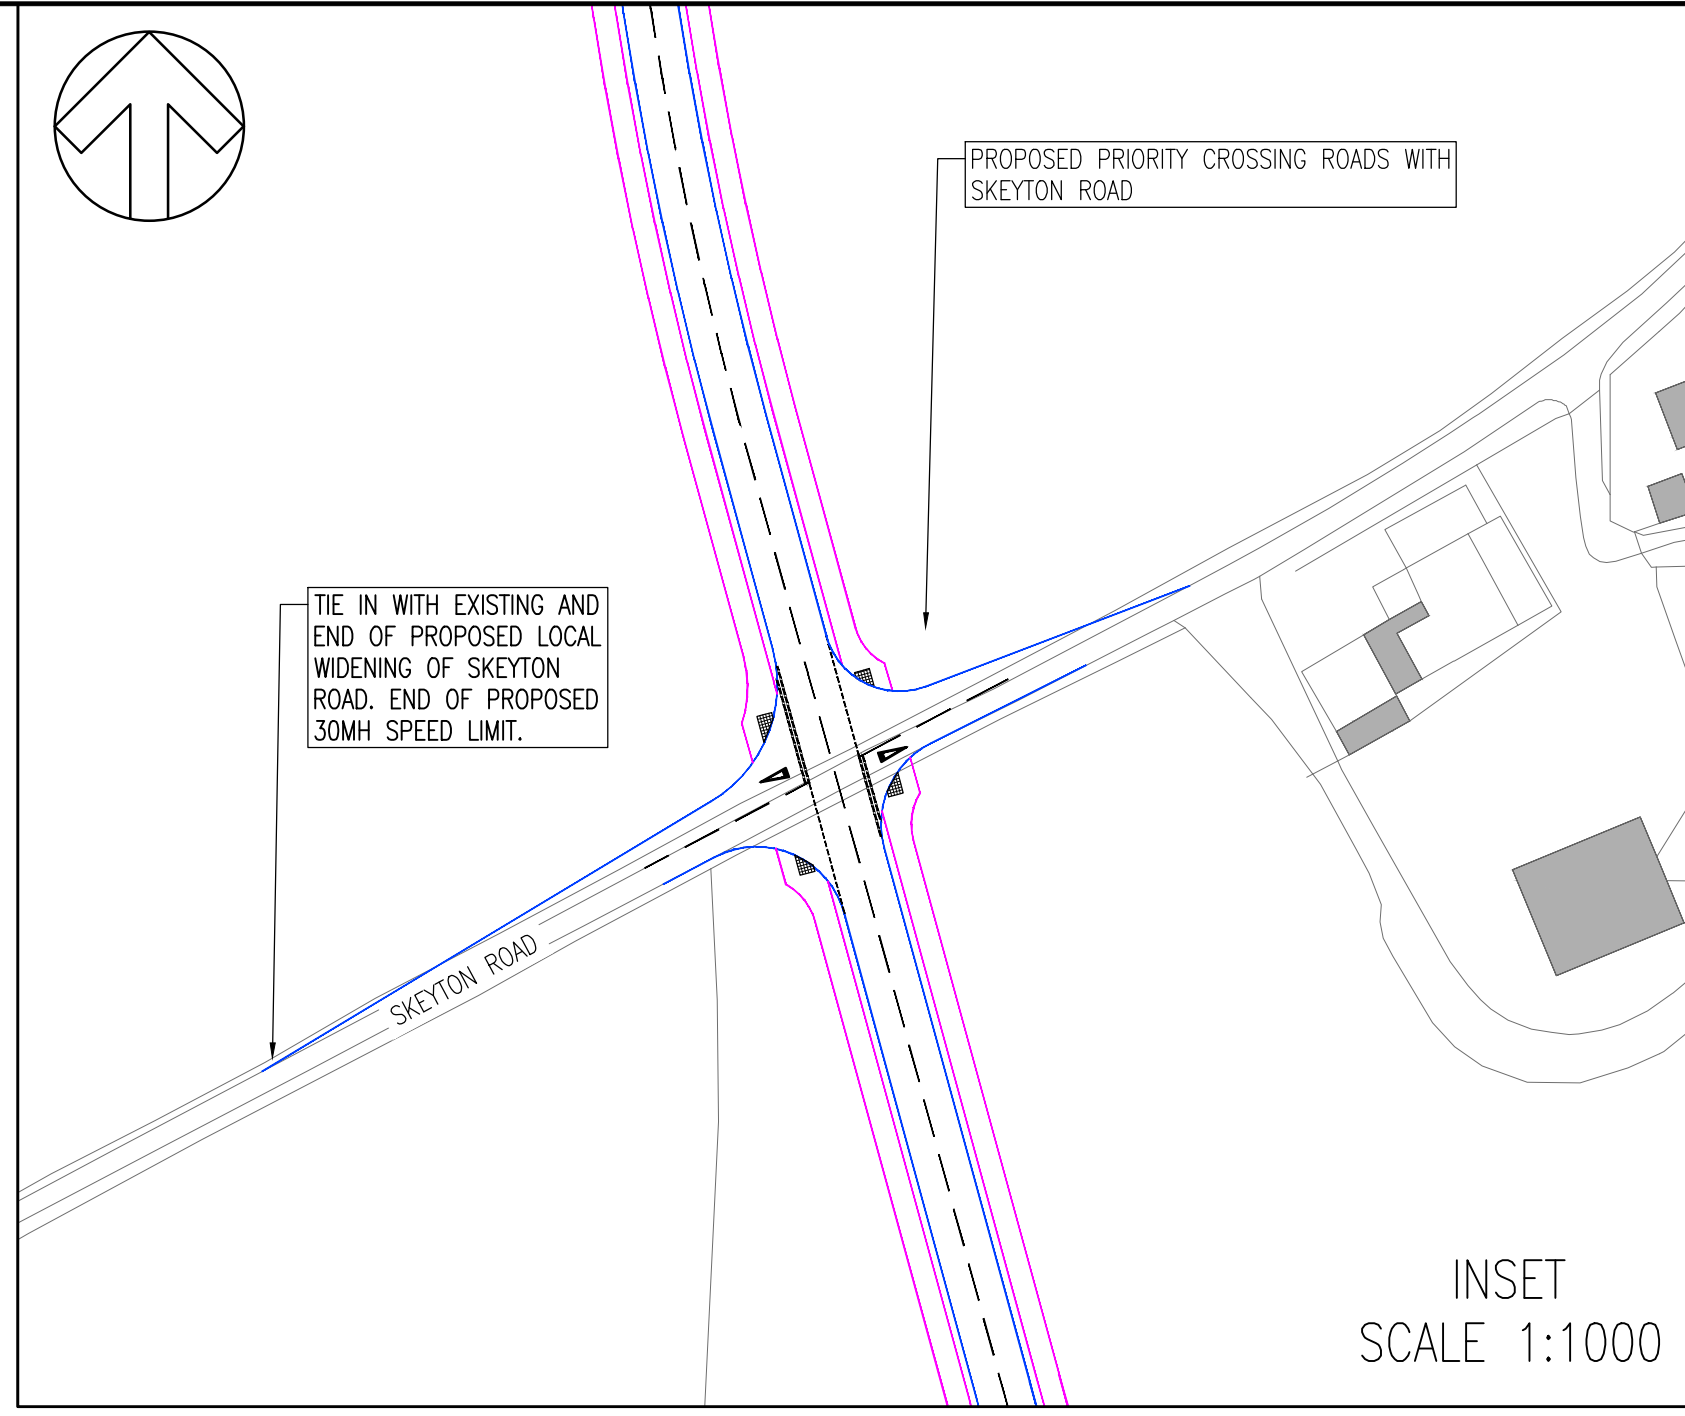 PROPOSED PRIORITY CROSSING ROADS WITH
SKEYTON ROAD
TIE IN WITH EXISTING AND
END OF PROPOSED LOCAL
WIDENING OF SKEYTON
ROAD. END OF PROPOSED
30MH SPEED LIMIT.
SKEYTON ROAD
INSET
SCALE 1:1000